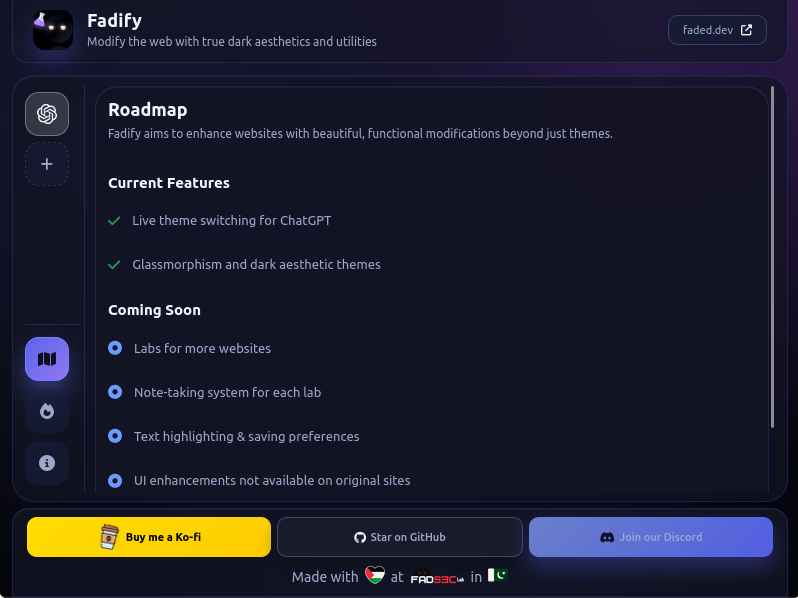 Fadify
Modify the web with true dark aesthetics and utilities
faded.dev
Roadmap
Fadify aims to enhance websites with beautiful, functional modifications beyond just themes.
Current Features
Live theme switching for ChatGPT
Glassmorphism and dark aesthetic themes
Coming Soon
Labs for more websites
Note-taking system for each lab
Text highlighting & saving preferences
UI enhancements not available on original sites
Buy me a Ko-fi
Star on GitHub
Join our Discord
Made with at FADS3C Lab in